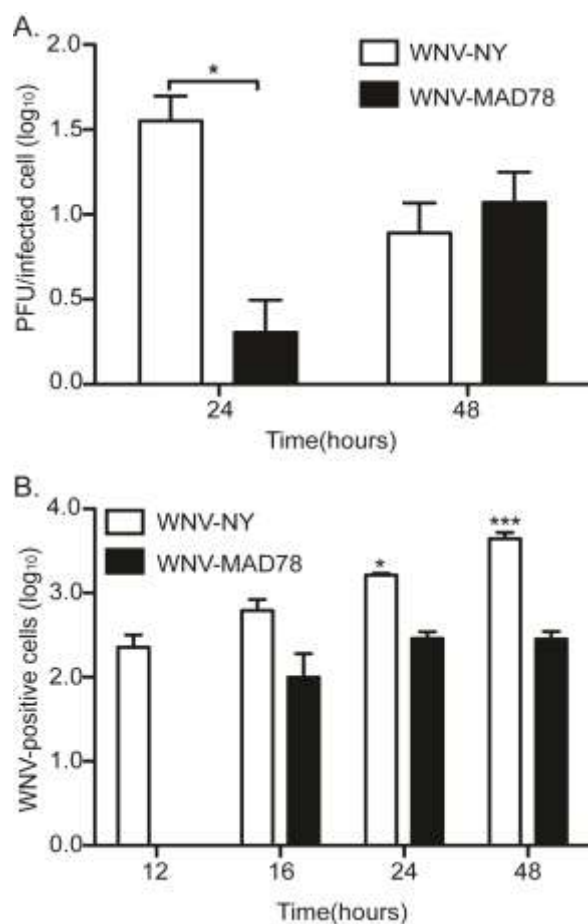 A.
PFU/infected cell (log₁₀)
2.0
1.5
1.0
0.5
0.0
*
WNV-NY
WNV-MAD78
24
48
Time(hours)
B.
WNV-positive cells (log₁₀)
4.0
3.0
2.0
1.0
0.0
WNV-NY
WNV-MAD78
*
***
12
16
24
48
Time(hours)